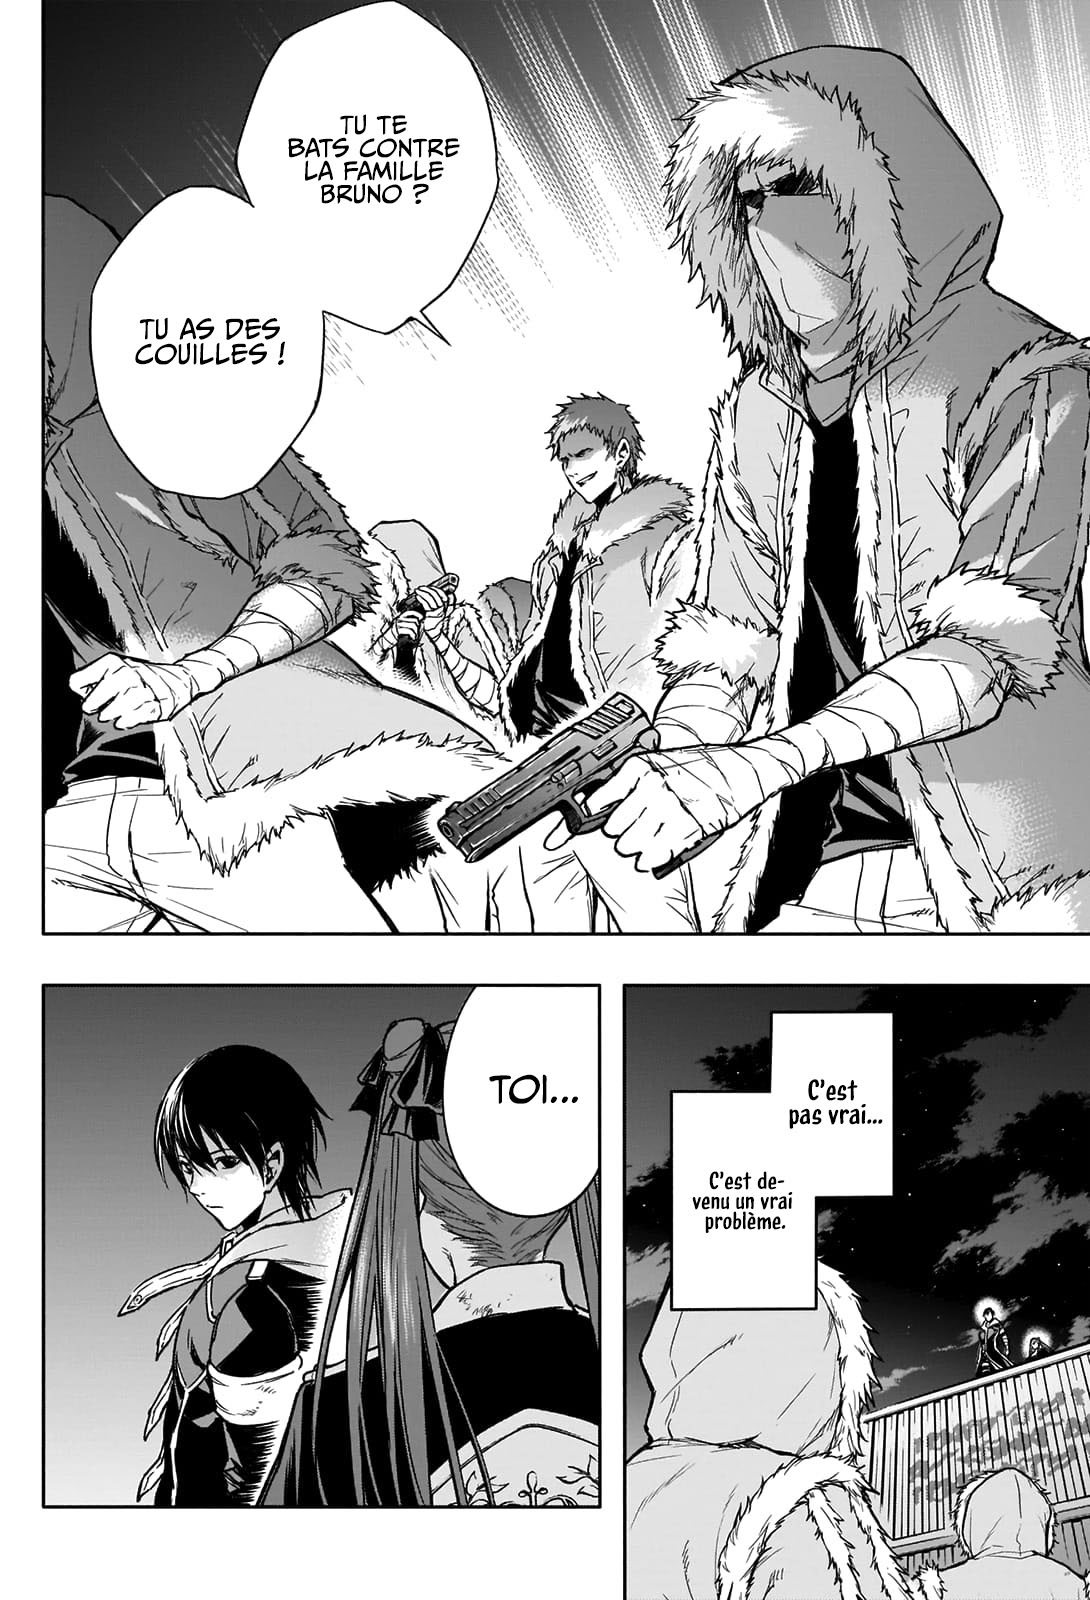 TU TE
BATS CONTRE
LA FAMILLE
BRUNO ?
TU AS DES
COUILLES !
C'est
pas vrai...
C'est de-
venu un vrai
problème.
TOI...